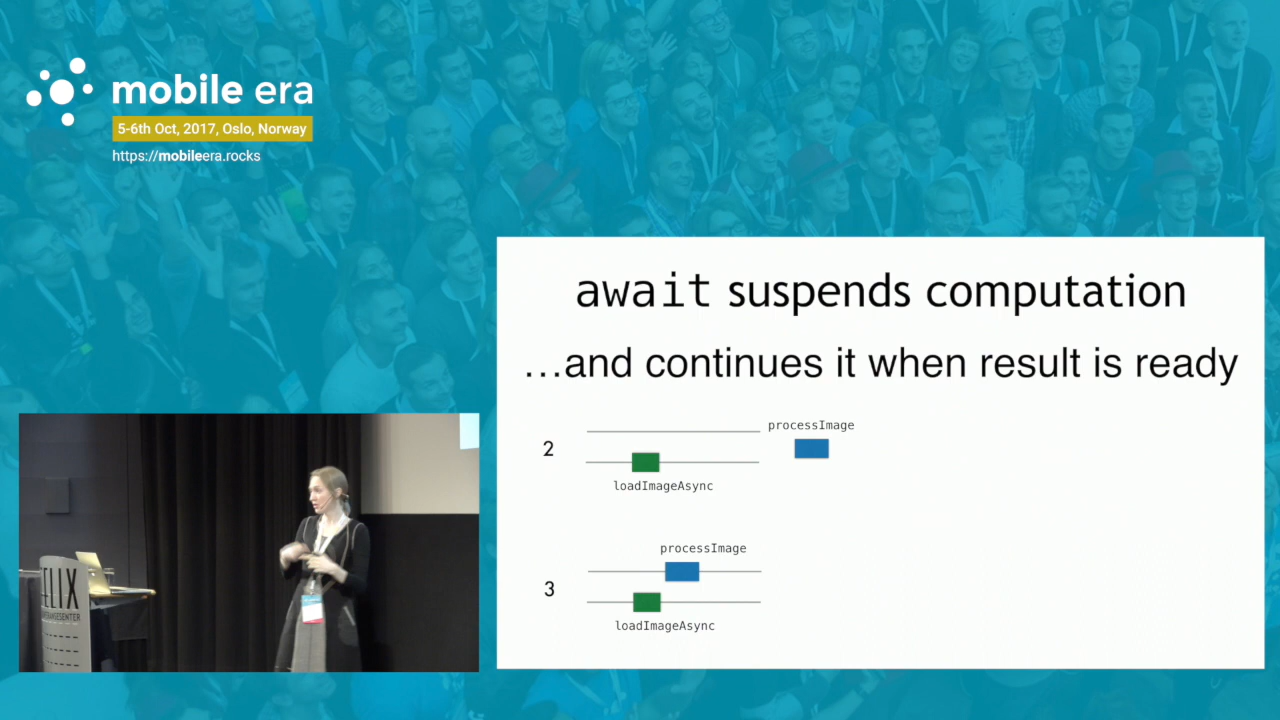 mobile era
5-6th Oct, 2017, Oslo, Norway
https://mobileera.rocks
await suspends computation
...and continues it when result is ready
processImage
2
loadImageAsync
processImage
3
loadImageAsync
FELIX